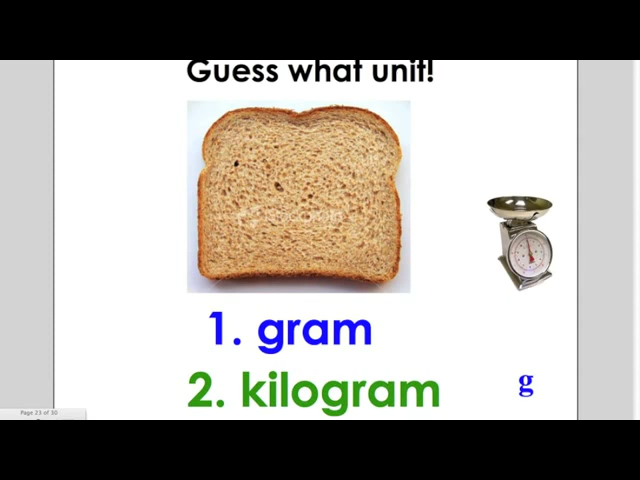 Guess what unit!
1. gram
2. kilogram
g
Page 23 of 30